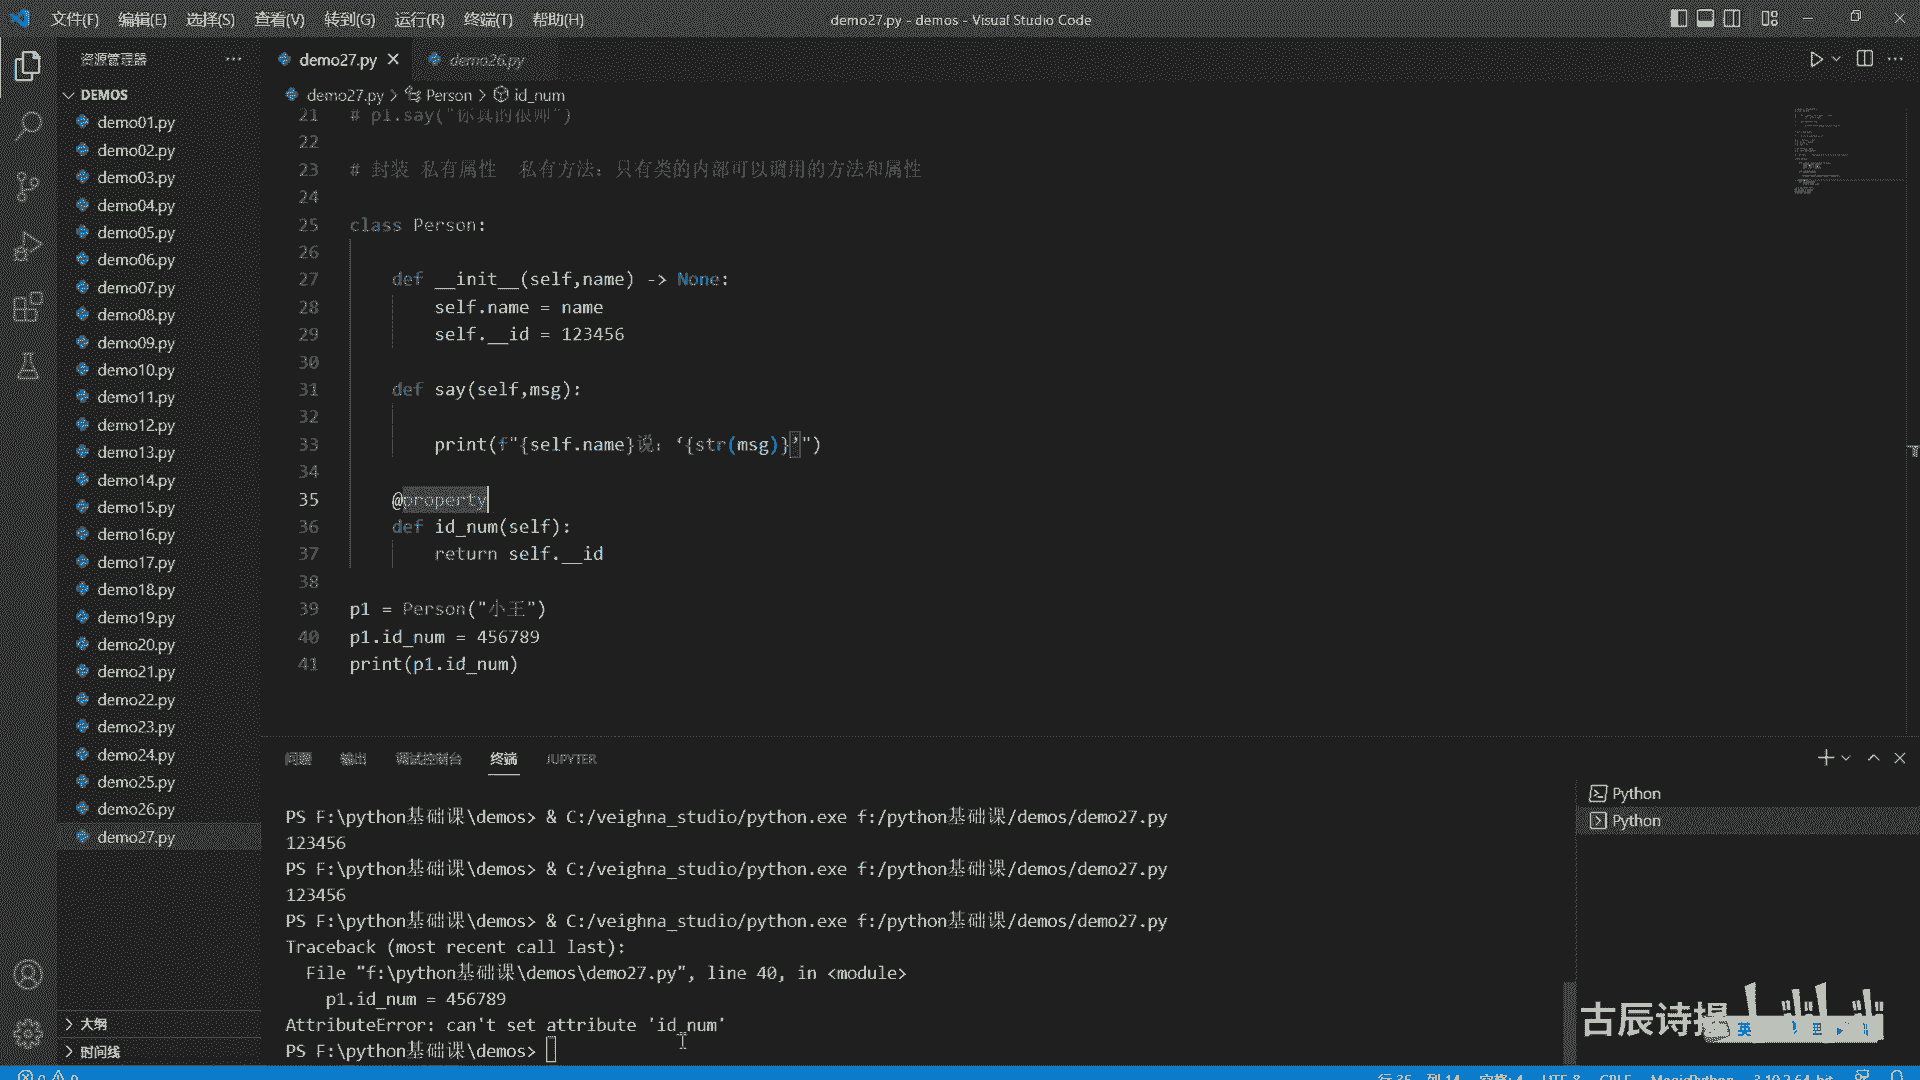 文件(F) 编辑(E) 选择(S) 查看(V) 转到(G) 运行(R) 终端(T) 帮助(H) demo27.py - demos - Visual Studio Code
资源管理器
demo27.py demo26.py
DEMOS
demo27.py > Person > id_num
demo01.py
demo02.py
demo03.py
demo04.py
demo05.py
demo06.py
demo07.py
demo08.py
demo09.py
demo10.py
demo11.py
demo12.py
demo13.py
demo14.py
demo15.py
demo16.py
demo17.py
demo18.py
demo19.py
demo20.py
demo21.py
demo22.py
demo23.py
demo24.py
demo25.py
demo26.py
demo27.py
大纲
时间线
21 # p1.say("你真的很帅")
22
23 # 封装 私有属性 私有方法：只有类的内部可以调用的方法和属性
24
25 class Person:
26
27 def __init__(self,name) -> None:
28 self.name = name
29 self.__id = 123456
30
31 def say(self,msg):
32
33 print(f"{self.name}说：‘{str(msg)}’")
34
35 @property
36 def id_num(self):
37 return self.__id
38
39 p1 = Person("小王")
40 p1.id_num = 456789
41 print(p1.id_num)
问题 输出 调试控制台 终端 JUPYTER
PS F:\python基础课\demos> & C:/veighna_studio/python.exe f:/python基础课/demos/demo27.py
123456
PS F:\python基础课\demos> & C:/veighna_studio/python.exe f:/python基础课/demos/demo27.py
123456
PS F:\python基础课\demos> & C:/veighna_studio/python.exe f:/python基础课/demos/demo27.py
Traceback (most recent call last):
File "f:\python基础课\demos\demo27.py", line 40, in <module>
p1.id_num = 456789
AttributeError: can't set attribute 'id_num'
PS F:\python基础课\demos>
Python
Python
古辰诗提
英
行 35, 列 14 空格: 4 UTF-8 CRLF MagicPython 3.10.2 64-bit